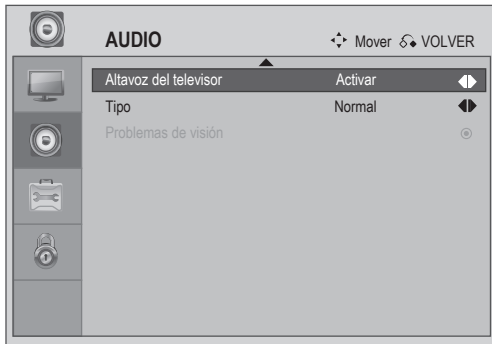 AUDIO Mover VOLVER
Altavoz del televisor Activar
Tipo Normal
Problemas de visión